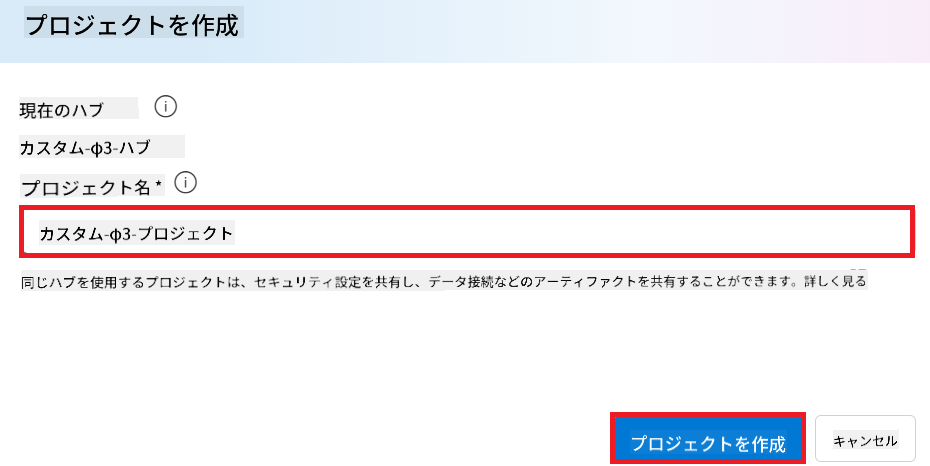 プロジェクトを作成
現在のハブ
カスタム-φ3-ハブ
プロジェクト名 *
カスタム-φ3-プロジェクト
同じハブを使用するプロジェクトは、セキュリティ設定を共有し、データ接続などのアーティファクトを共有することができます。詳しく見る
プロジェクトを作成
キャンセル